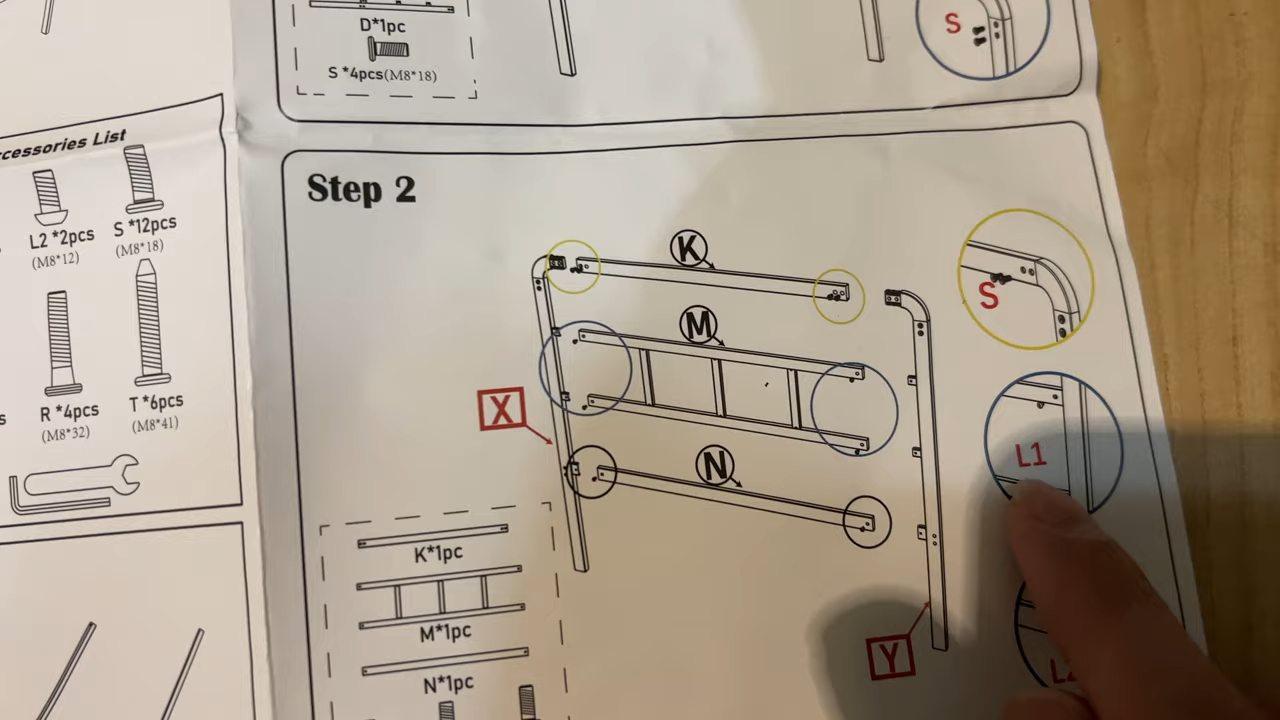 D*1pc
S *4pcs(M8*18)
S
ccessories List
L2 *2pcs
(M8*12)
S *12pcs
(M8*18)
s
R *4pcs
(M8*32)
T *6pcs
(M8*41)
Step 2
K
M
N
X
Y
S
L1
K*1pc
M*1pc
N*1pc